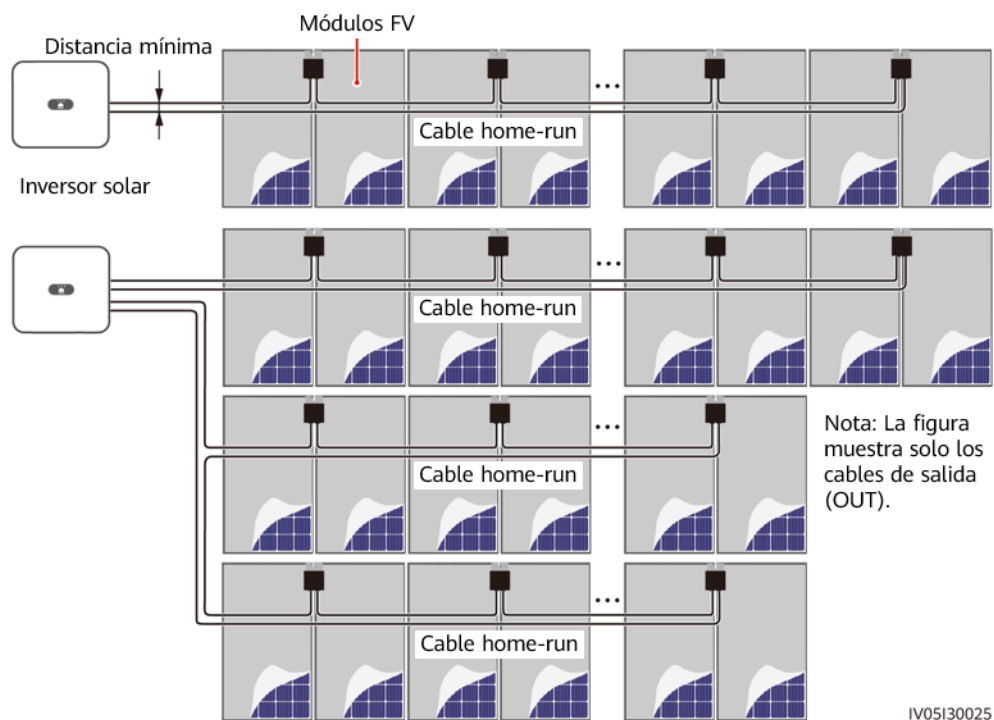 Módulos FV
Distancia mínima
...
Cable home-run
Inversor solar
...
Cable home-run
...
Cable home-run
Nota: La figura
muestra solo los
cables de salida
(OUT).
...
Cable home-run
IV05I30025